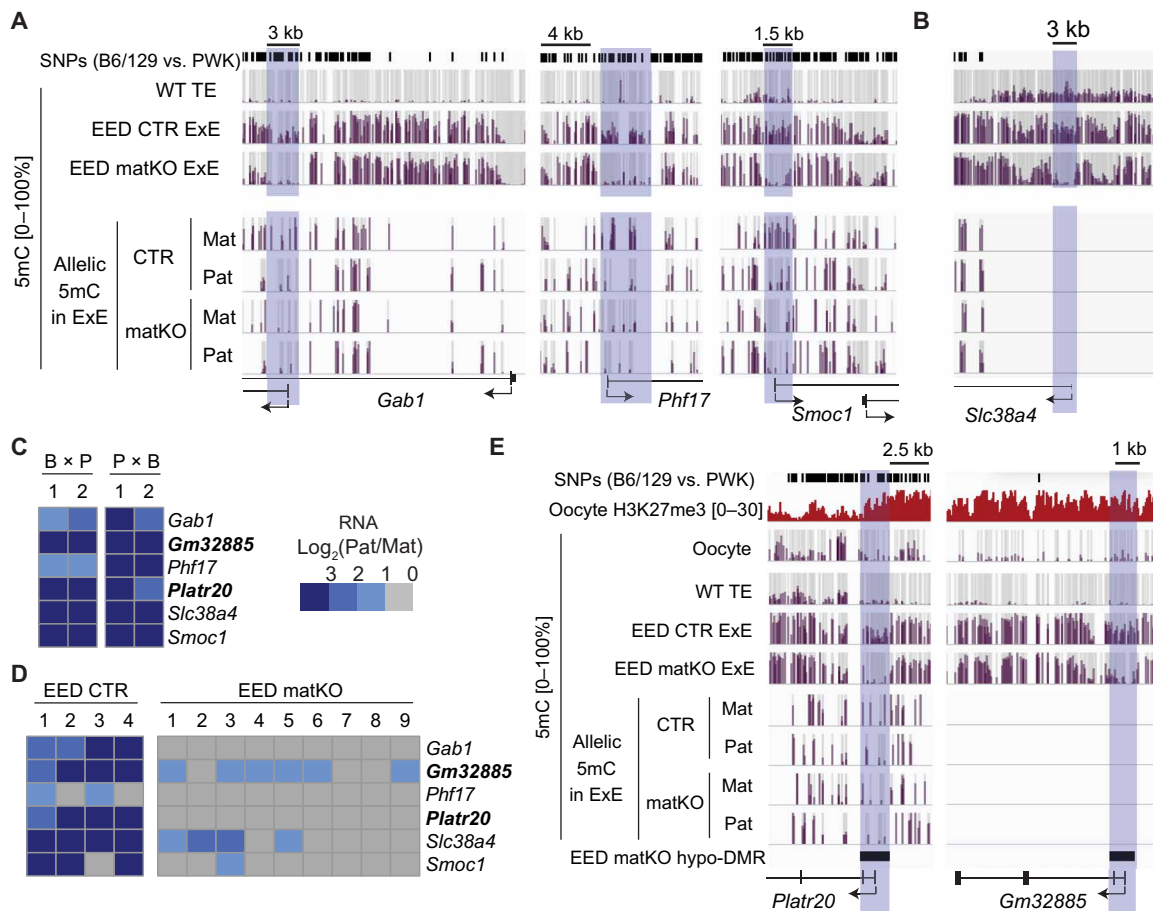 A
B
3 kb
4 kb
1.5 kb
3 kb
SNPs (B6/129 vs. PWK)
WT TE
EED CTR ExE
EED matKO ExE
5mC [0–100%]
Allelic
5mC
in ExE
CTR
Mat
Pat
matKO
Mat
Pat
Gab1
Phf17
Smoc1
Slc38a4
C
B × P
P × B
1 2
1 2
Gab1
Gm32885
Phf17
Platr20
Slc38a4
Smoc1
RNA
Log2(Pat/Mat)
3 2 1 0
D
EED CTR
EED matKO
1 2 3 4
1 2 3 4 5 6 7 8 9
Gab1
Gm32885
Phf17
Platr20
Slc38a4
Smoc1
E
2.5 kb
1 kb
SNPs (B6/129 vs. PWK)
Oocyte H3K27me3 [0–30]
Oocyte
WT TE
EED CTR ExE
EED matKO ExE
5mC [0–100%]
Allelic
5mC
in ExE
CTR
Mat
Pat
matKO
Mat
Pat
EED matKO hypo-DMR
Platr20
Gm32885